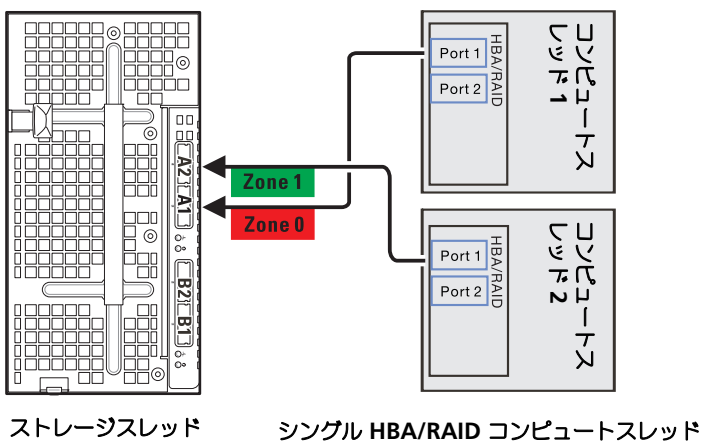 A2
A1
B2
B1
Zone 1
Zone 0
Port 1
Port 2
HBA/RAID
コンピュートス
レッド 1
Port 1
Port 2
HBA/RAID
コンピュートス
レッド 2
ストレージスレッド
シングル HBA/RAID コンピュートスレッド